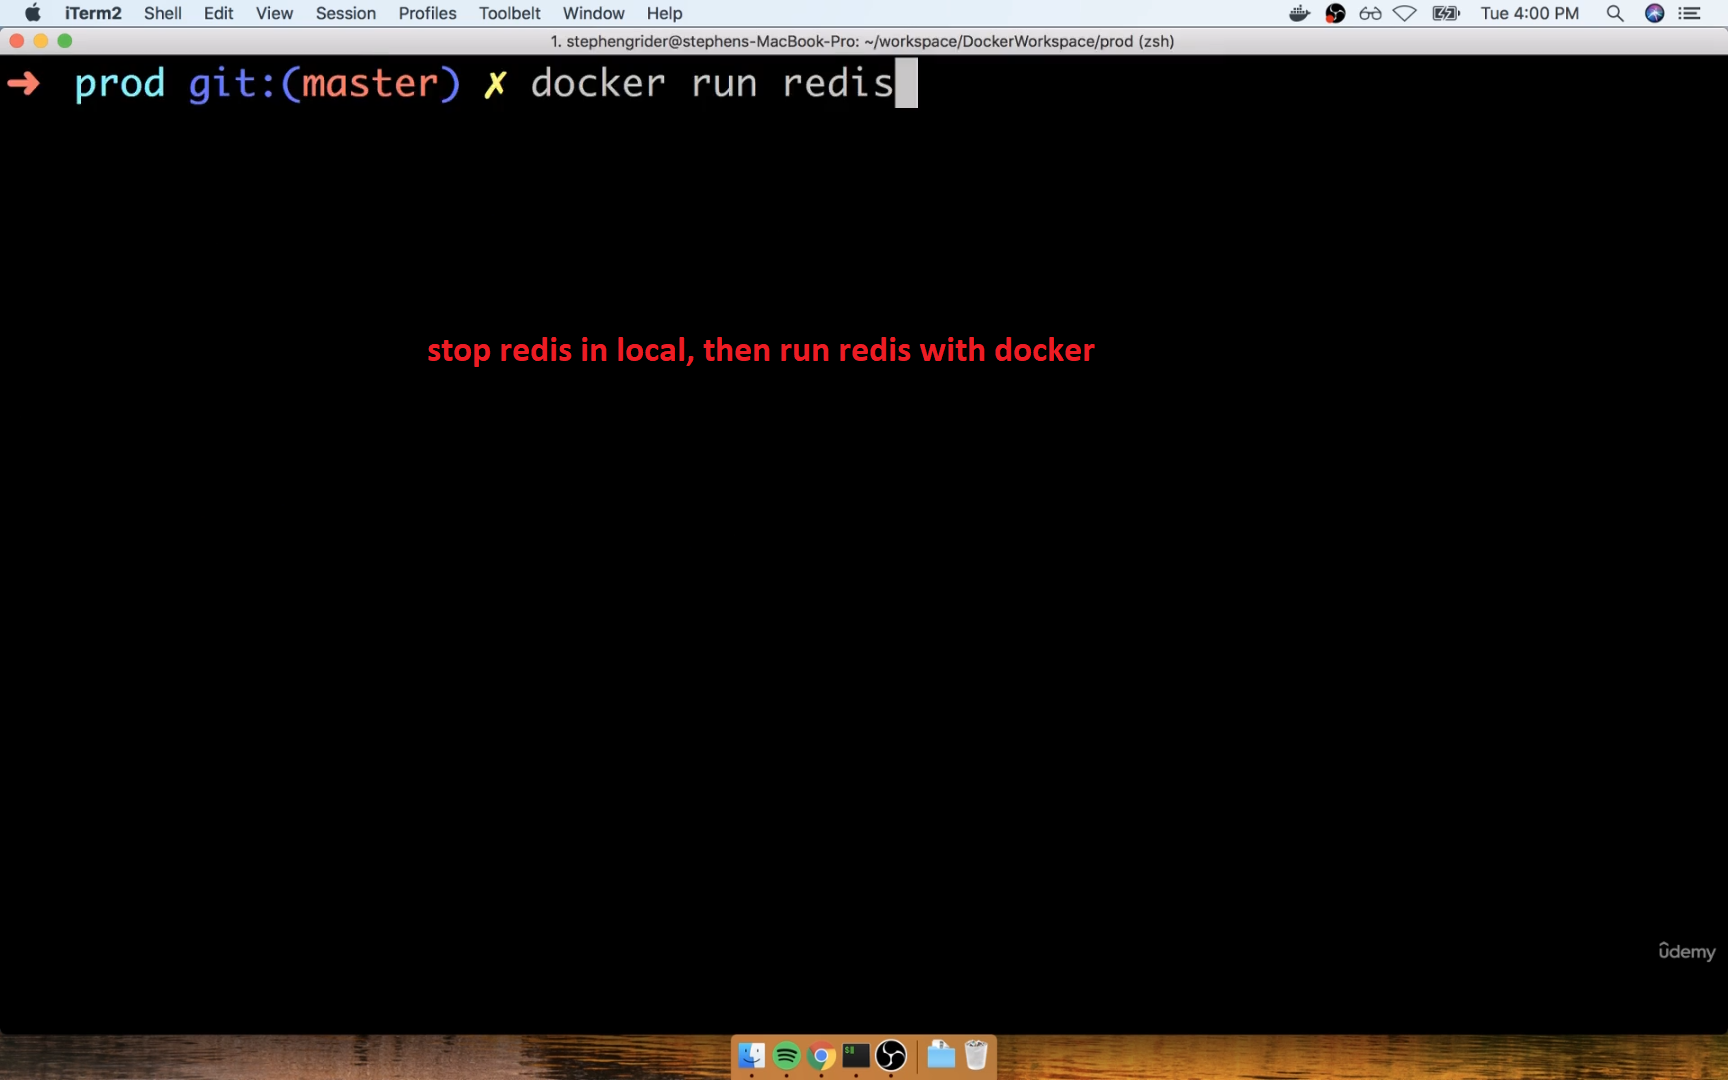 iTerm2 Shell Edit View Session Profiles Toolbelt Window Help Tue 4:00 PM
1. stephengrider@stephens-MacBook-Pro: ~/workspace/DockerWorkspace/prod (zsh)
➜ prod git:(master) ✗ docker run redis
stop redis in local, then run redis with docker
ûdemy